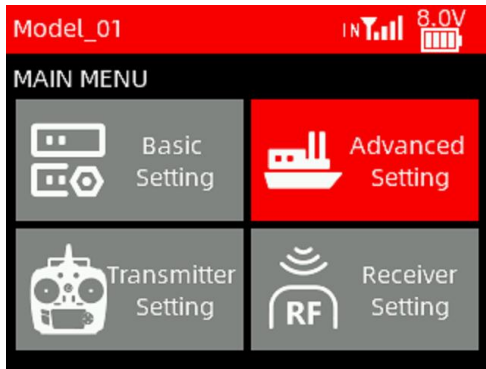 Model_01
IN
8.0V
MAIN MENU
Basic
Setting
Advanced
Setting
Transmitter
Setting
RF
Receiver
Setting